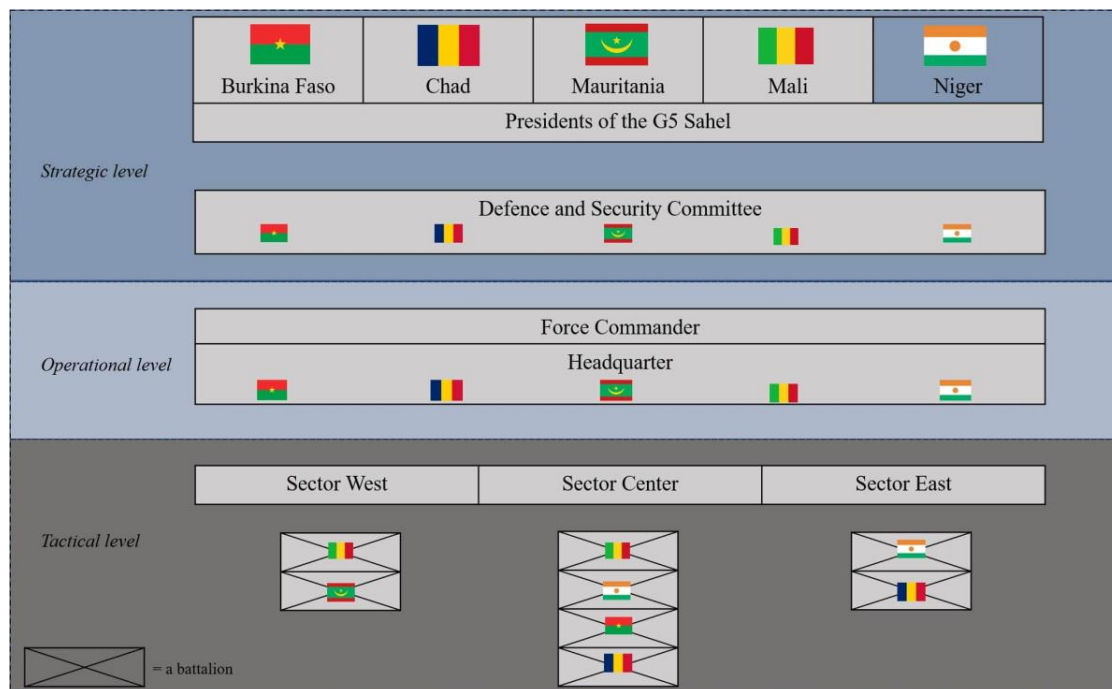 Burkina Faso
Chad
Mauritania
Mali
Niger
Presidents of the G5 Sahel
Strategic level
Defence and Security Committee
Force Commander
Operational level
Headquarter
Sector West
Sector Center
Sector East
Tactical level
= a battalion